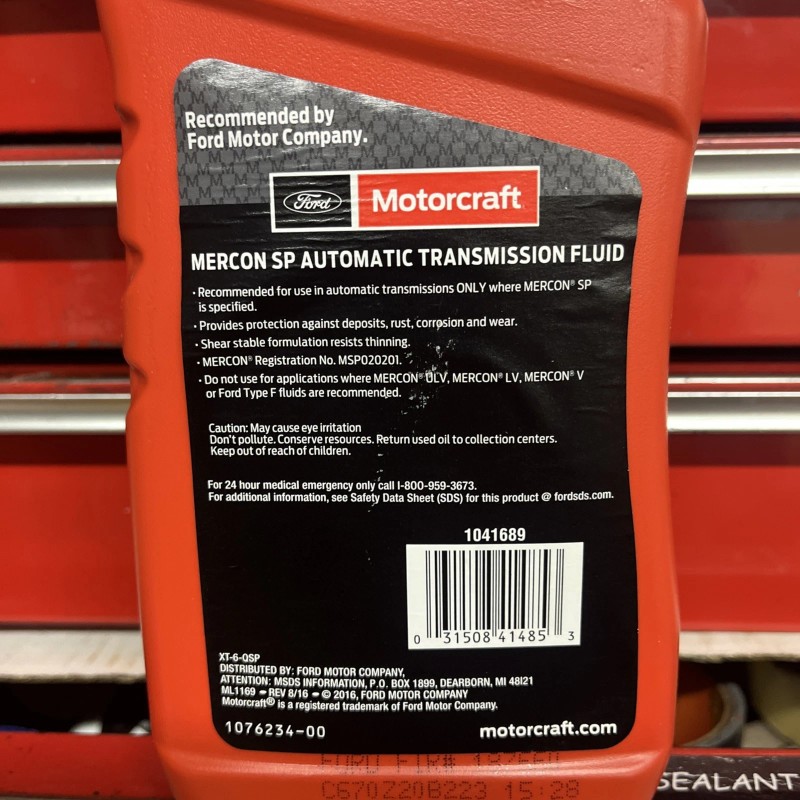 Recommended by
Ford Motor Company.
Ford
Motorcraft
MERCON SP AUTOMATIC TRANSMISSION FLUID
· Recommended for use in automatic transmissions ONLY where MERCON® SP
is specified.
· Provides protection against deposits, rust, corrosion and wear.
· Shear stable formulation resists thinning.
· MERCON® Registration No. MSP020201.
· Do not use for applications where MERCON® ULV, MERCON® LV, MERCON® V
or Ford Type F fluids are recommended.
Caution: May cause eye irritation
Don't pollute. Conserve resources. Return used oil to collection centers.
Keep out of reach of children.
For 24 hour medical emergency only call 1-800-959-3673.
For additional information, see Safety Data Sheet (SDS) for this product @ fordsds.com.
1041689
0 31508 41485 3
XT-6-QSP
DISTRIBUTED BY: FORD MOTOR COMPANY,
ATTENTION: MSDS INFORMATION, P.O. BOX 1899, DEARBORN, MI 48121
ML1169 - REV 8/16 - © 2016, FORD MOTOR COMPANY
Motorcraft® is a registered trademark of Ford Motor Company.
1076234-00
motorcraft.com
C670Z20B223 15:28
SEALANT